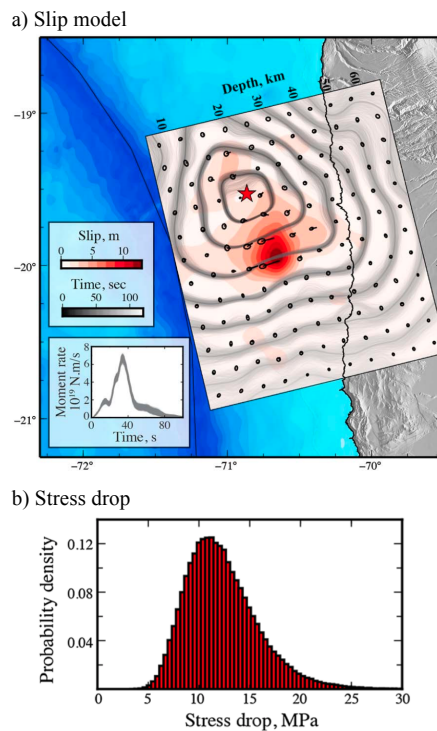 a) Slip model
Depth, km
10
20
30
40
50
60
−19°
−20°
−21°
Slip, m
0 5 10
Time, sec
0 50 100
Moment rate
10¹⁹ N.m/s
8
6
4
2
0
0 40 80
Time, s
−72° −71° −70°
b) Stress drop
Probability density
0.12
0.08
0.04
0 5 10 15 20 25 30
Stress drop, MPa